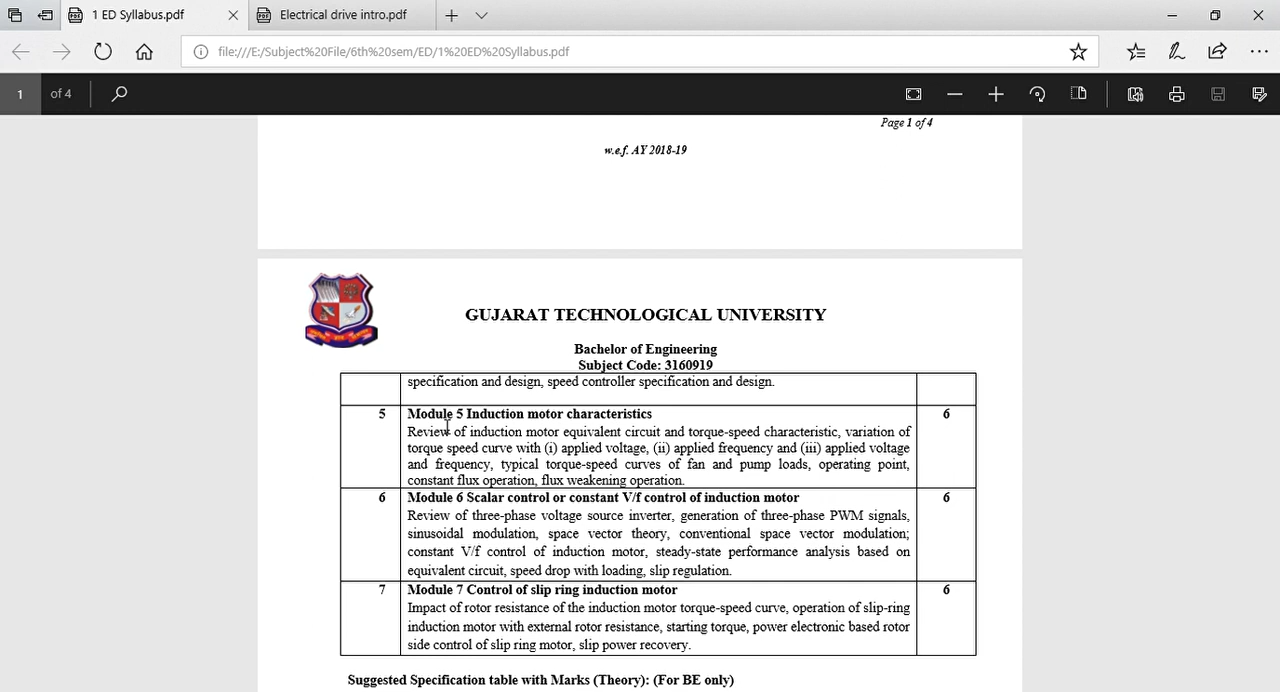 1 ED Syllabus.pdf
Electrical drive intro.pdf
file:///E:/Subject%20File/6th%20sem/ED/1%20ED%20Syllabus.pdf
1 of 4
Page 1 of 4
w.e.f. AY 2018-19
GUJARAT TECHNOLOGICAL UNIVERSITY
Bachelor of Engineering
Subject Code: 3160919
specification and design, speed controller specification and design.
5 Module 5 Induction motor characteristics 6
Review of induction motor equivalent circuit and torque-speed characteristic, variation of
torque speed curve with (i) applied voltage, (ii) applied frequency and (iii) applied voltage
and frequency, typical torque-speed curves of fan and pump loads, operating point,
constant flux operation, flux weakening operation.
6 Module 6 Scalar control or constant V/f control of induction motor 6
Review of three-phase voltage source inverter, generation of three-phase PWM signals,
sinusoidal modulation, space vector theory, conventional space vector modulation;
constant V/f control of induction motor, steady-state performance analysis based on
equivalent circuit, speed drop with loading, slip regulation.
7 Module 7 Control of slip ring induction motor 6
Impact of rotor resistance of the induction motor torque-speed curve, operation of slip-ring
induction motor with external rotor resistance, starting torque, power electronic based rotor
side control of slip ring motor, slip power recovery.
Suggested Specification table with Marks (Theory): (For BE only)